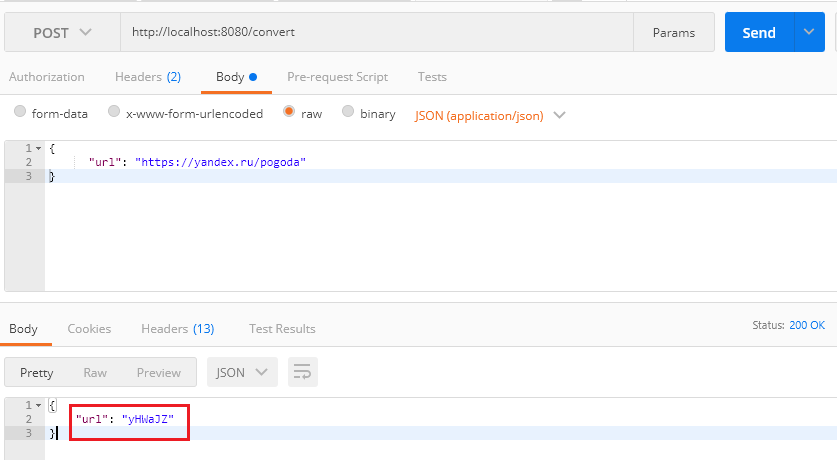 POST http://localhost:8080/convert Params Send
Authorization Headers (2) Body Pre-request Script Tests
form-data x-www-form-urlencoded raw binary JSON (application/json)
1 {
2 "url": "https://yandex.ru/pogoda"
3 }
Body Cookies Headers (13) Test Results Status: 200 OK
Pretty Raw Preview JSON
1 {
2 "url": "yHWaJZ"
3 }